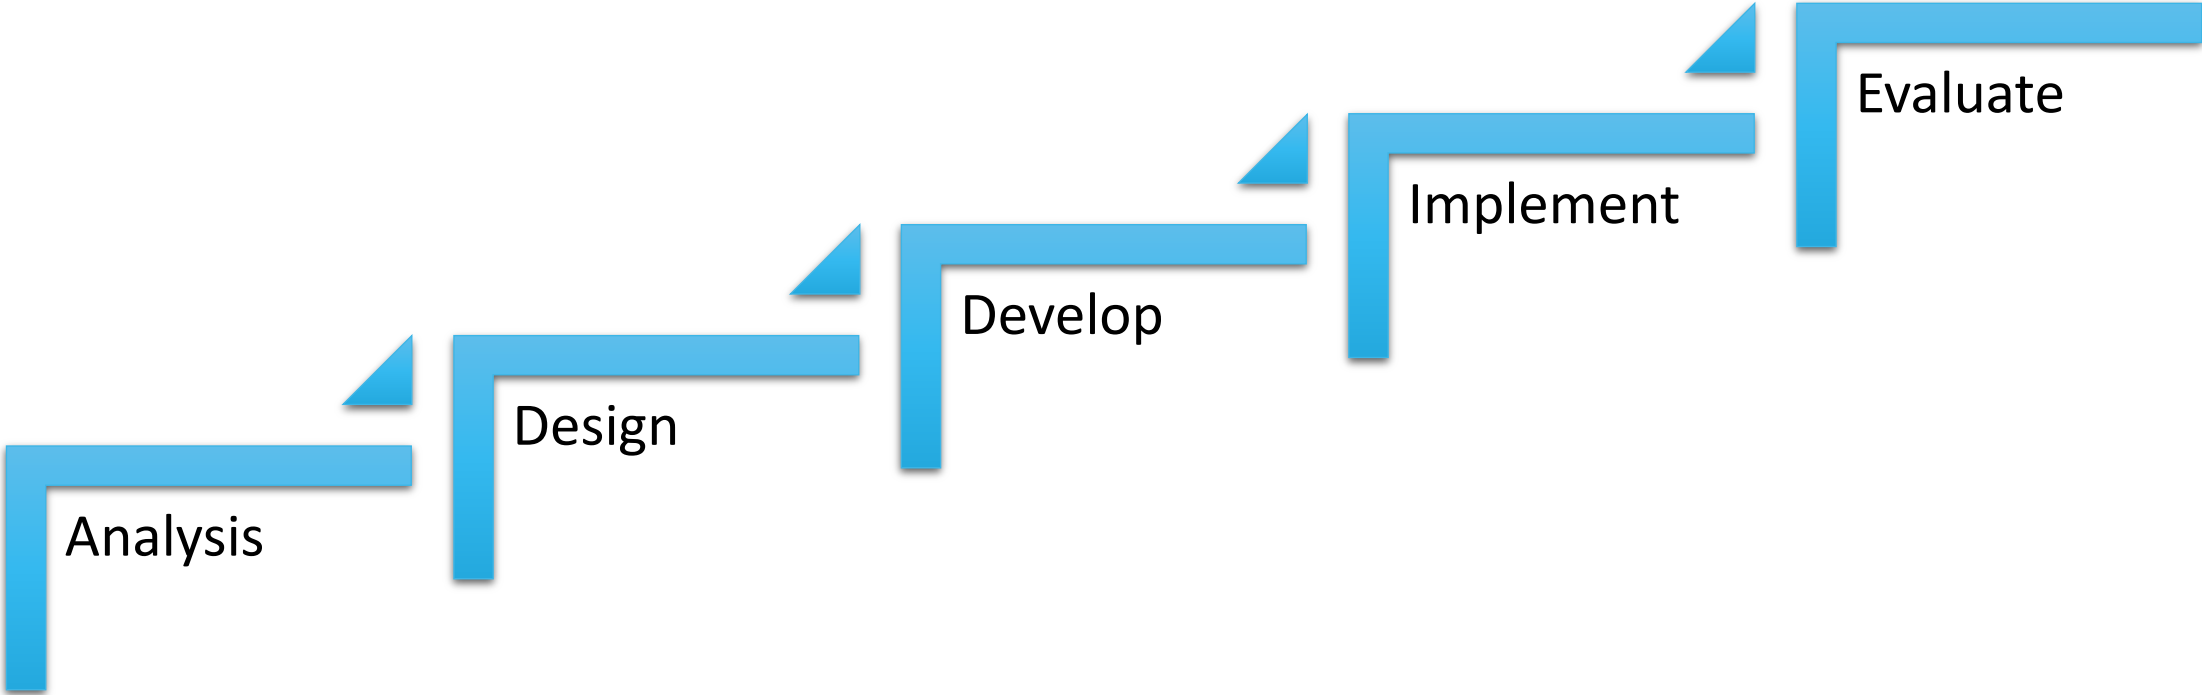 Analysis
Design
Develop
Implement
Evaluate